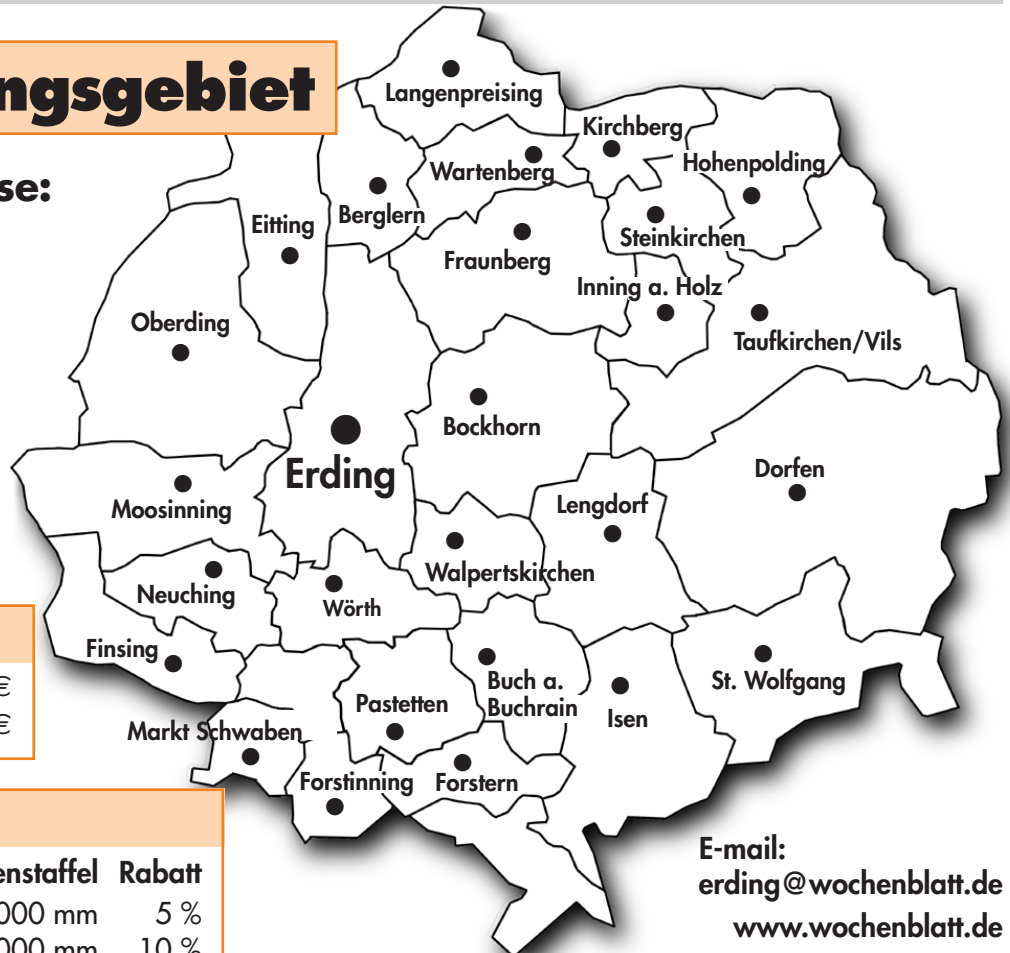 ngsgebiet
se:
Langenpreising
Kirchberg
Wartenberg
Hohenpolding
Berglern
Eitting
Steinkirchen
Fraunberg
Inning a. Holz
Oberding
Taufkirchen/Vils
Bockhorn
Erding
Dorfen
Lengdorf
Moosinning
Walpertskirchen
Neuching
Wörth
Finsing
€
€
Buch a.
Buchrain
St. Wolfgang
Pastetten
Isen
Markt Schwaben
Forstinning
Forstern
enstaffel Rabatt
000 mm 5 %
000 mm 10 %
E-mail:
erding@wochenblatt.de
www.wochenblatt.de